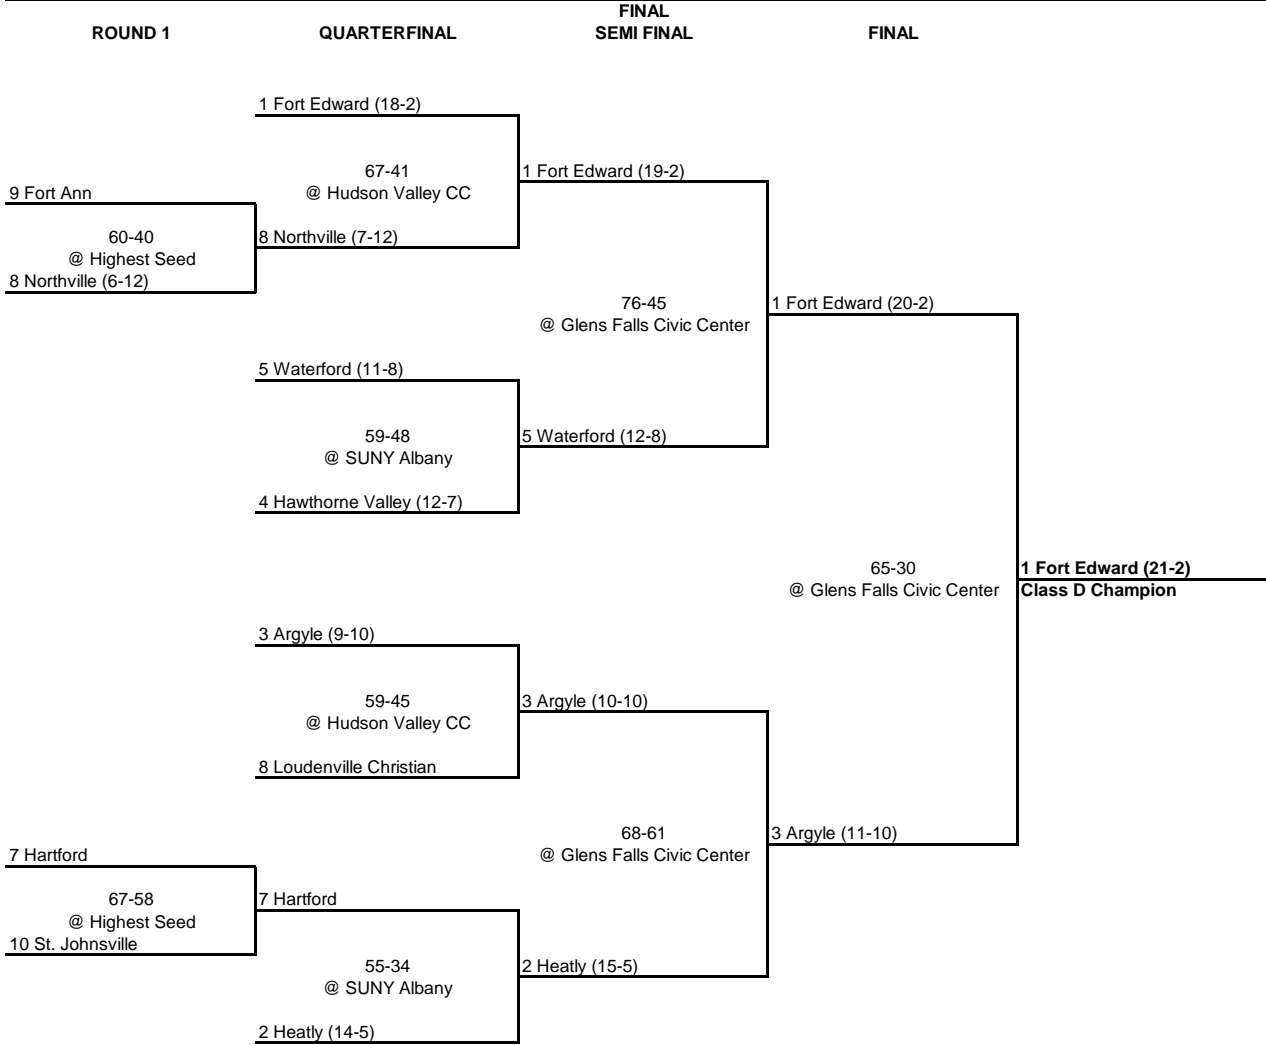 FINAL
ROUND 1 QUARTERFINAL SEMI FINAL FINAL
1 Fort Edward (18-2)
67-41 1 Fort Edward (19-2)
9 Fort Ann @ Hudson Valley CC
60-40 8 Northville (7-12)
@ Highest Seed
8 Northville (6-12)
76-45 1 Fort Edward (20-2)
@ Glens Falls Civic Center
5 Waterford (11-8)
59-48 5 Waterford (12-8)
@ SUNY Albany
4 Hawthorne Valley (12-7)
65-30 1 Fort Edward (21-2)
@ Glens Falls Civic Center Class D Champion
3 Argyle (9-10)
59-45 3 Argyle (10-10)
@ Hudson Valley CC
8 Loudenville Christian
68-61 3 Argyle (11-10)
7 Hartford @ Glens Falls Civic Center
67-58 7 Hartford
@ Highest Seed
10 St. Johnsville
55-34 2 Heatly (15-5)
@ SUNY Albany
2 Heatly (14-5)